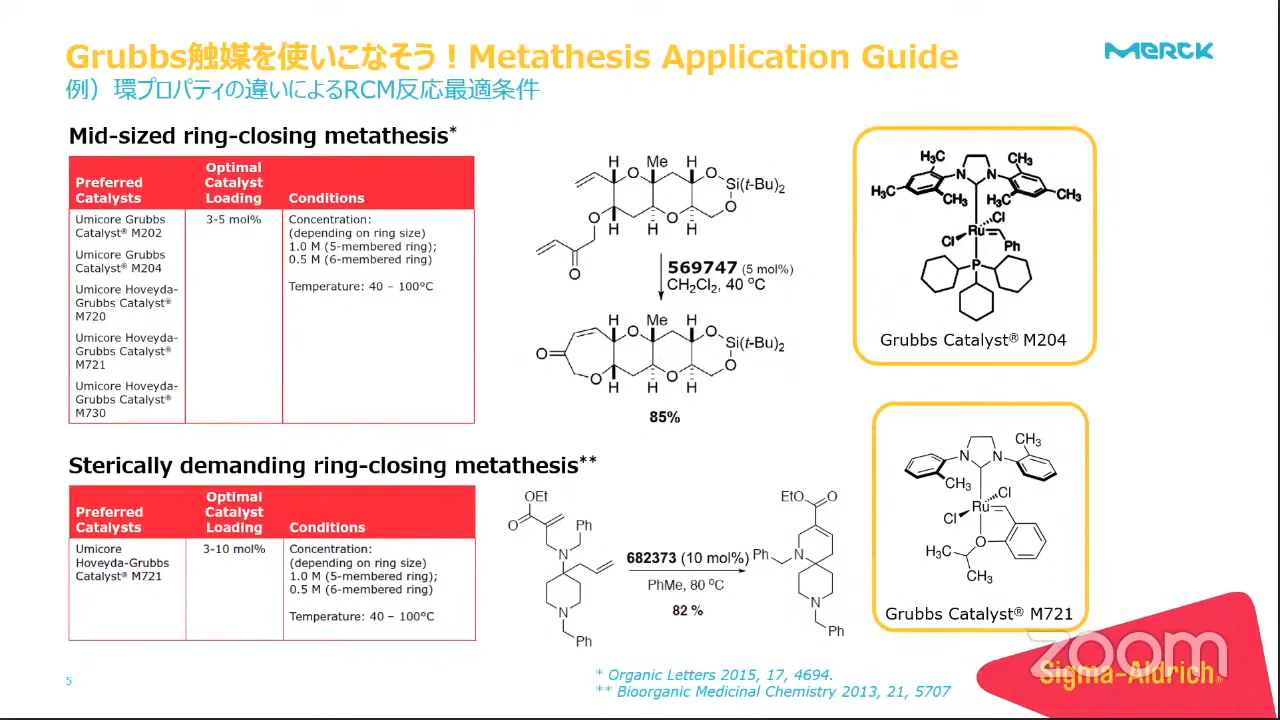 Grubbs触媒を使いこなそう！Metathesis Application Guide
MERCK
例）環プロパティの違いによるRCM反応最適条件
Mid-sized ring-closing metathesis*
Preferred Catalysts
Optimal Catalyst Loading
Conditions
Umicore Grubbs
Catalyst® M202
Umicore Grubbs
Catalyst® M204
Umicore Hoveyda-
Grubbs Catalyst®
M720
Umicore Hoveyda-
Grubbs Catalyst®
M721
Umicore Hoveyda-
Grubbs Catalyst®
M730
3-5 mol%
Concentration:
(depending on ring size)
1.0 M (5-membered ring);
0.5 M (6-membered ring)
Temperature: 40 – 100°C
H Me H
O O
Si(t-Bu)2
O O O
H H H
O
569747 (5 mol%)
CH2Cl2, 40 °C
H Me H
O O
Si(t-Bu)2
O O O O
H H H
85%
H3C CH3
CH3 N N CH3
H3C CH3 H3C CH3
Cl
Ru
Cl Ph
P
Grubbs Catalyst® M204
Sterically demanding ring-closing metathesis**
Preferred Catalysts
Optimal Catalyst Loading
Conditions
Umicore
Hoveyda-Grubbs
Catalyst® M721
3-10 mol%
Concentration:
(depending on ring size)
1.0 M (5-membered ring);
0.5 M (6-membered ring)
Temperature: 40 – 100°C
OEt
O
Ph
N
N
Ph
682373 (10 mol%)
PhMe, 80 °C
82 %
EtO O
Ph N
N
Ph
CH3
N N
CH3
Cl
Ru
Cl
O
H3C
CH3
Grubbs Catalyst® M721
zoom
Sigma-Aldrich®
* Organic Letters 2015, 17, 4694.
** Bioorganic Medicinal Chemistry 2013, 21, 5707
5